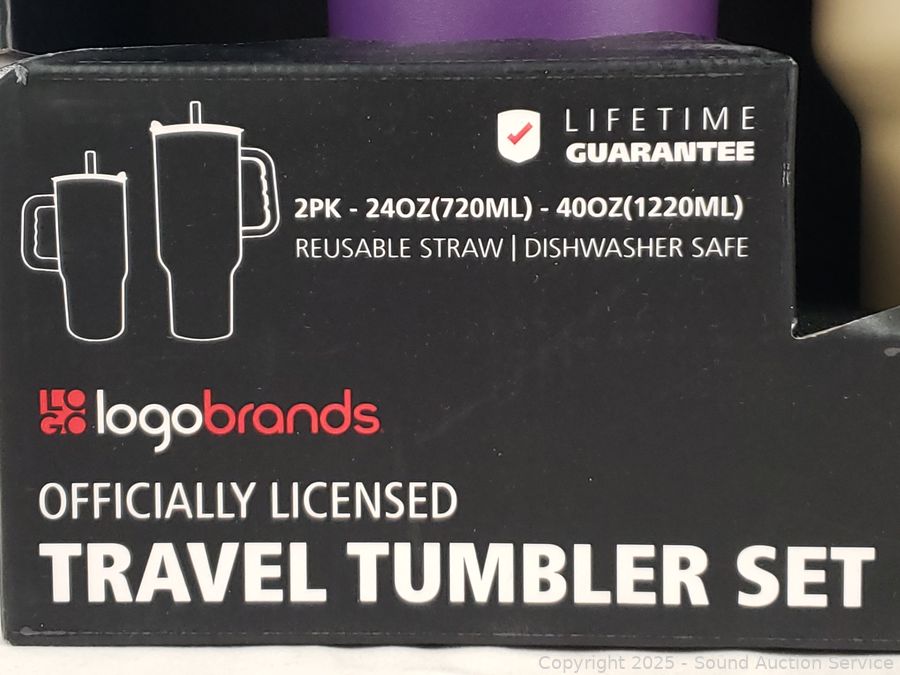 LIFETIME
GUARANTEE
2PK - 24OZ(720ML) - 40OZ(1220ML)
REUSABLE STRAW | DISHWASHER SAFE
LOGO logobrands
OFFICIALLY LICENSED
TRAVEL TUMBLER SET
Copyright 2025 - Sound Auction Service